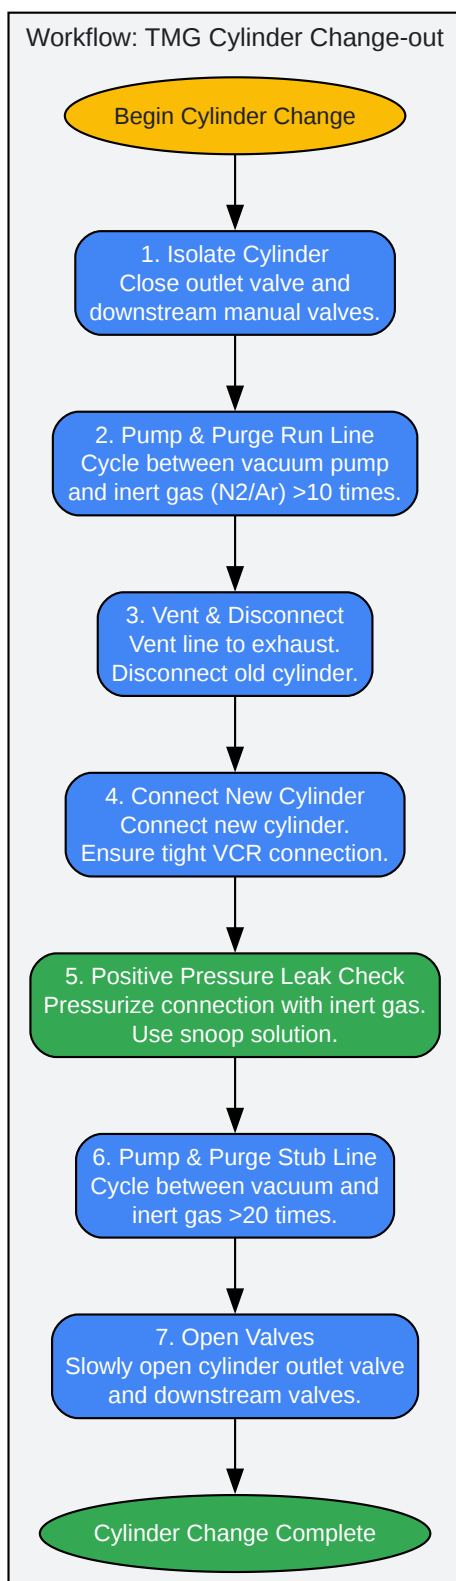 Workflow: TMG Cylinder Change-out
Begin Cylinder Change
1. Isolate Cylinder
Close outlet valve and
downstream manual valves.
2. Pump & Purge Run Line
Cycle between vacuum pump
and inert gas (N2/Ar) >10 times.
3. Vent & Disconnect
Vent line to exhaust.
Disconnect old cylinder.
4. Connect New Cylinder
Connect new cylinder.
Ensure tight VCR connection.
5. Positive Pressure Leak Check
Pressurize connection with inert gas.
Use snoop solution.
6. Pump & Purge Stub Line
Cycle between vacuum and
inert gas >20 times.
7. Open Valves
Slowly open cylinder outlet valve
and downstream valves.
Cylinder Change Complete